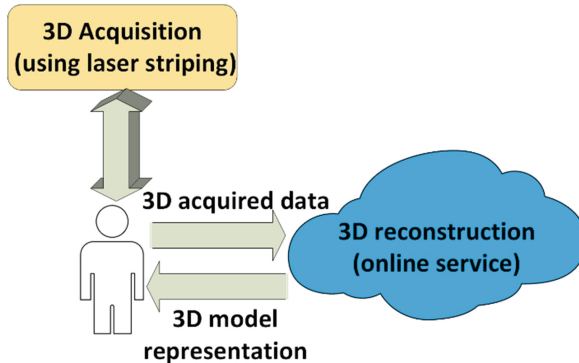 3D Acquisition
(using laser striping)
3D acquired data
3D reconstruction
(online service)
3D model
representation